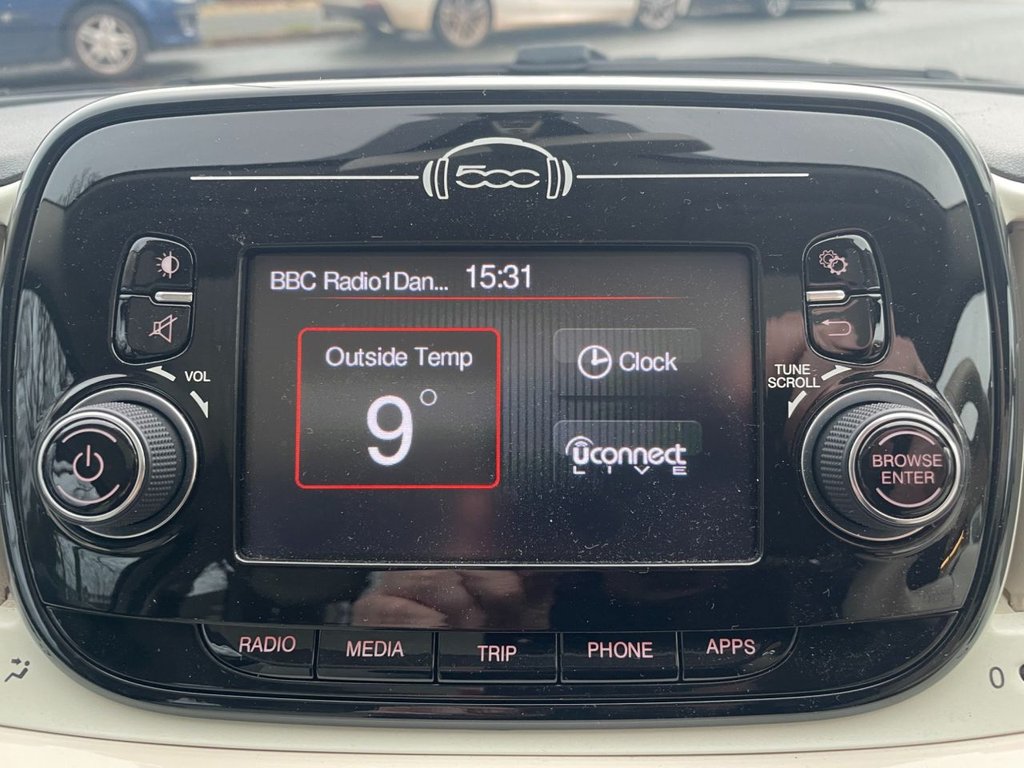 500
BBC Radio1Dan... 15:31
Outside Temp
9°
Clock
uconnect
LIVE
VOL
TUNE
SCROLL
BROWSE
ENTER
RADIO MEDIA TRIP PHONE APPS
0